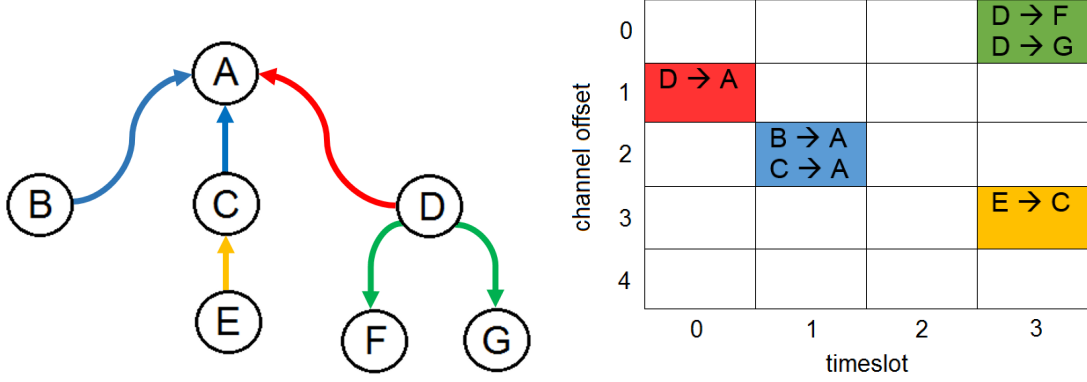 A
B
C
D
E
F
G
channel offset
0
1
2
3
4
D → F
D → G
D → A
B → A
C → A
E → C
0
1
2
3
timeslot